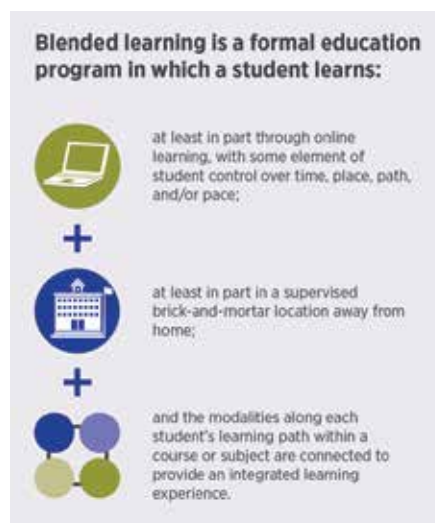 Blended learning is a formal education
program in which a student learns:
at least in part through online
learning, with some element of
student control over time, place, path,
and/or pace;
+
at least in part in a supervised
brick-and-mortar location away from
home;
+
and the modalities along each
student's learning path within a
course or subject are connected to
provide an integrated learning
experience.